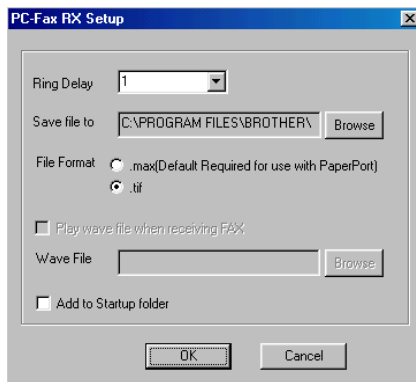 PC-Fax RX Setup
Ring Delay 1
Save file to C:\PROGRAM FILES\BROTHER\ Browse
File Format .max(Default Required for use with PaperPort)
.tif
Play wave file when receiving FAX
Wave File Browse
Add to Startup folder
OK Cancel